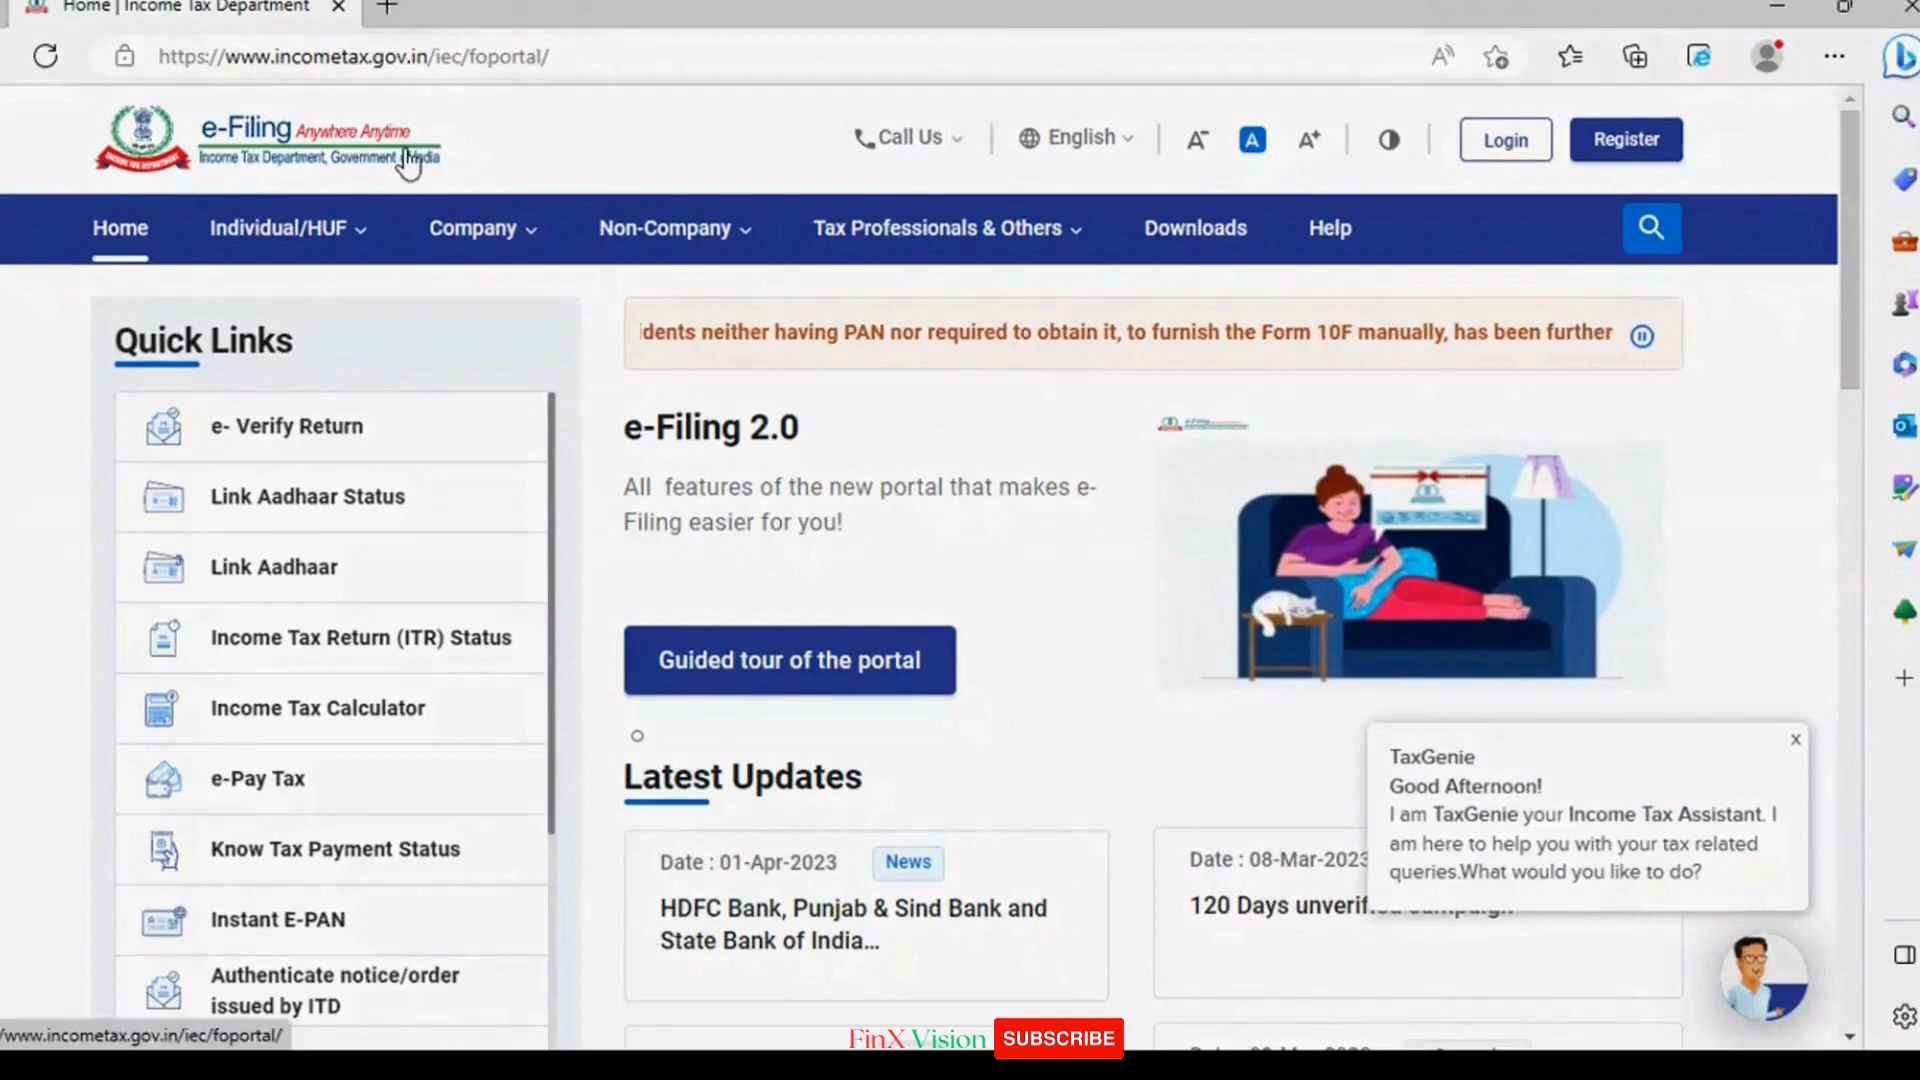 Home | Income Tax Department
https://www.incometax.gov.in/iec/foportal/
e-Filing Anywhere Anytime
Income Tax Department, Government of India
Call Us
English
A-
A
A+
Login
Register
Home
Individual/HUF
Company
Non-Company
Tax Professionals & Others
Downloads
Help
Quick Links
e- Verify Return
Link Aadhaar Status
Link Aadhaar
Income Tax Return (ITR) Status
Income Tax Calculator
e-Pay Tax
Know Tax Payment Status
Instant E-PAN
Authenticate notice/order
issued by ITD
idents neither having PAN nor required to obtain it, to furnish the Form 10F manually, has been further
e-Filing 2.0
All features of the new portal that makes e-
Filing easier for you!
Guided tour of the portal
Latest Updates
Date : 01-Apr-2023
News
HDFC Bank, Punjab & Sind Bank and
State Bank of India...
Date : 08-Mar-2023
120 Days
TaxGenie
x
Good Afternoon!
I am TaxGenie your Income Tax Assistant. I
am here to help you with your tax related
queries.What would you like to do?
/www.incometax.gov.in/iec/foportal/
FinX Vision
SUBSCRIBE